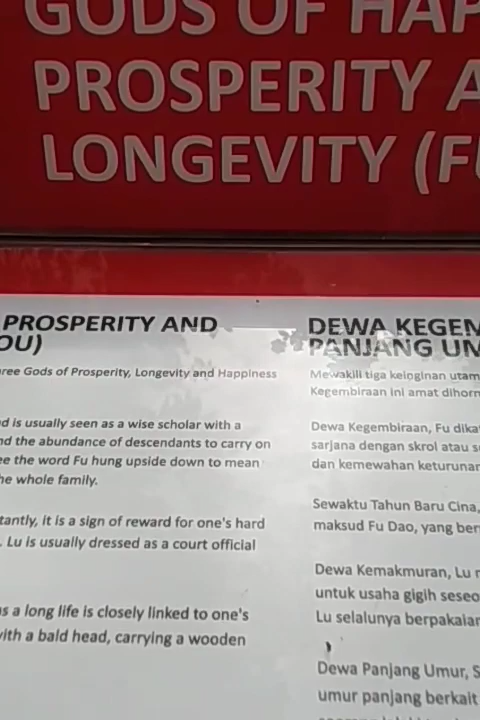 GODS OF HAP
PROSPERITY A
LONGEVITY (FU
PROSPERITY AND
OU)
ree Gods of Prosperity, Longevity and Happiness
d is usually seen as a wise scholar with a
nd the abundance of descendants to carry on
ee the word Fu hung upside down to mean
he whole family.
tantly, it is a sign of reward for one's hard
. Lu is usually dressed as a court official
s a long life is closely linked to one's
with a bald head, carrying a wooden
DEWA KEGEM
PANJANG UM
Mewakili tiga keinginan utam
Kegembiraan ini amat dihorm
Dewa Kegembiraan, Fu dika
sarjana dengan skrol atau s
dan kemewahan keturunan
Sewaktu Tahun Baru Cina,
maksud Fu Dao, yang ber
Dewa Kemakmuran, Lu m
untuk usaha gigih seseo
Lu selalunya berpakaian
Dewa Panjang Umur, S
umur panjang berkait